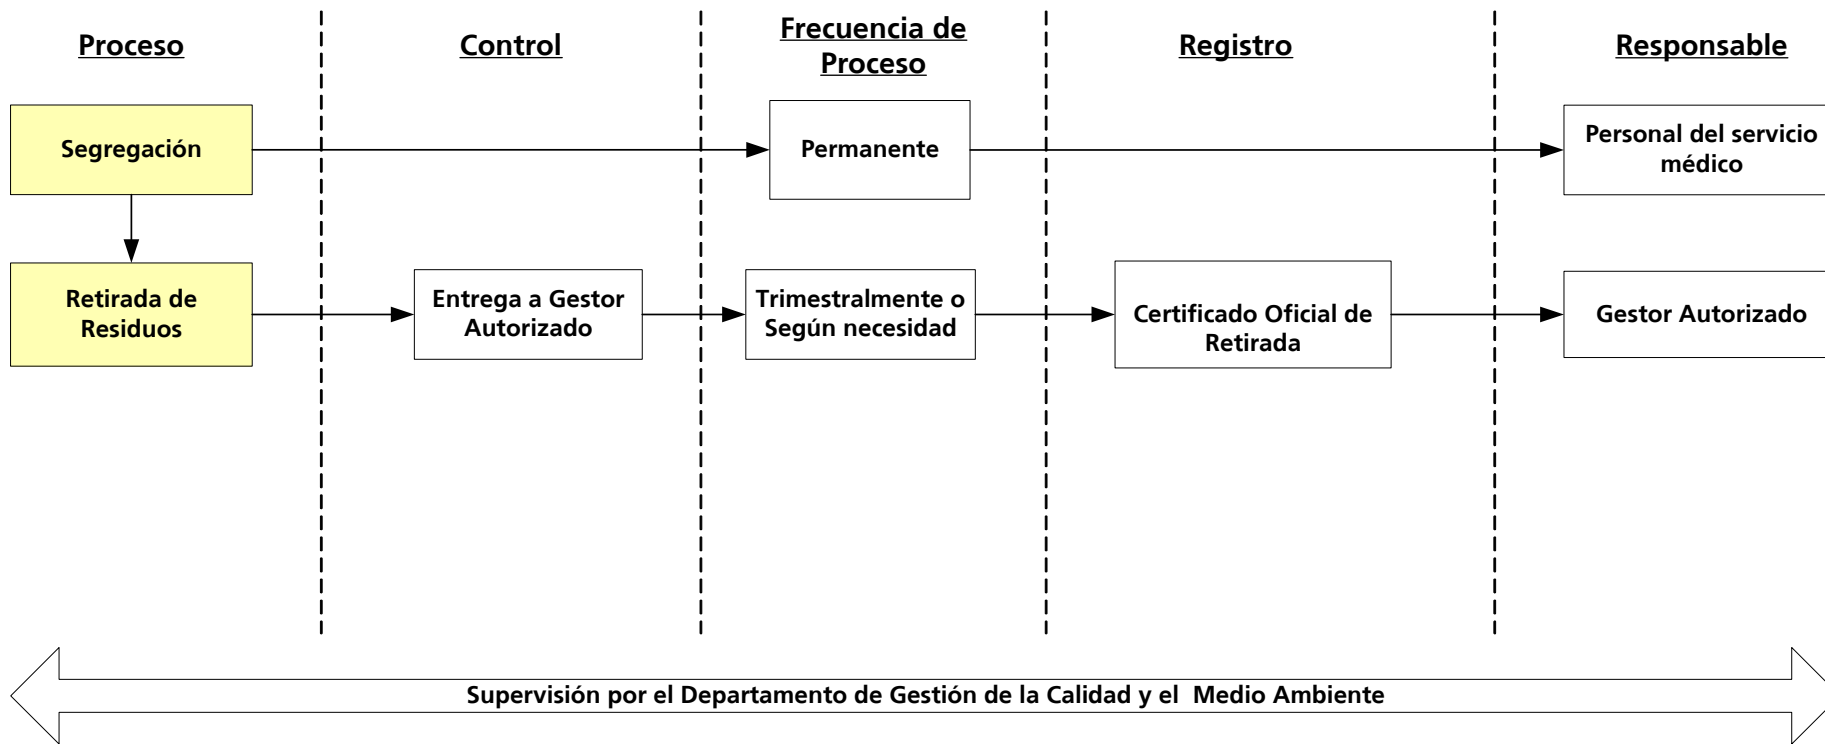 Proceso
Control
Frecuencia de
Proceso
Registro
Responsable
Segregación
Permanente
Personal del servicio
médico
Retirada de
Residuos
Entrega a Gestor
Autorizado
Trimestralmente o
Según necesidad
Certificado Oficial de
Retirada
Gestor Autorizado
Supervisión por el Departamento de Gestión de la Calidad y el  Medio Ambiente